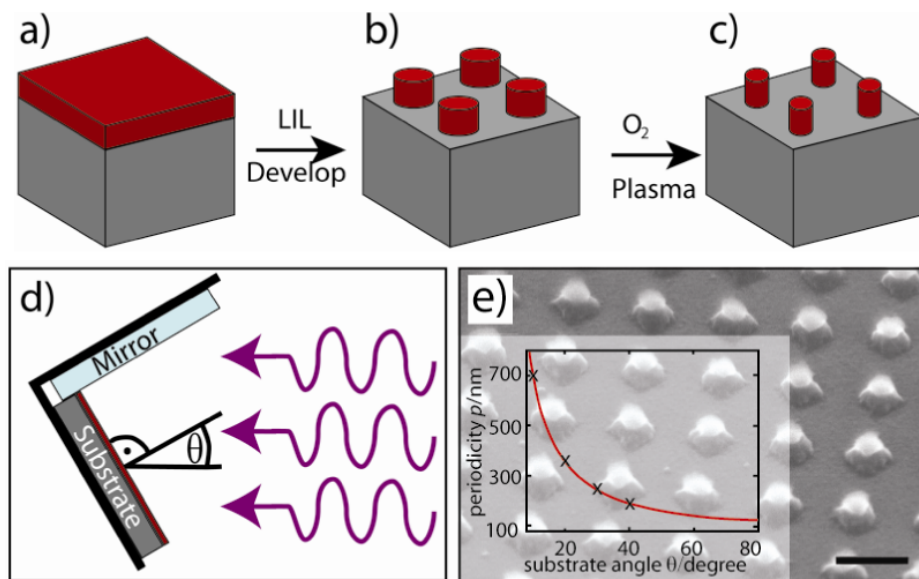 a)
b)
c)
LIL
Develop
O2
Plasma
d)
Mirror
Substrate
θ
e)
periodicity p/nm
700
500
300
100
20
40
60
80
substrate angle θ/degree